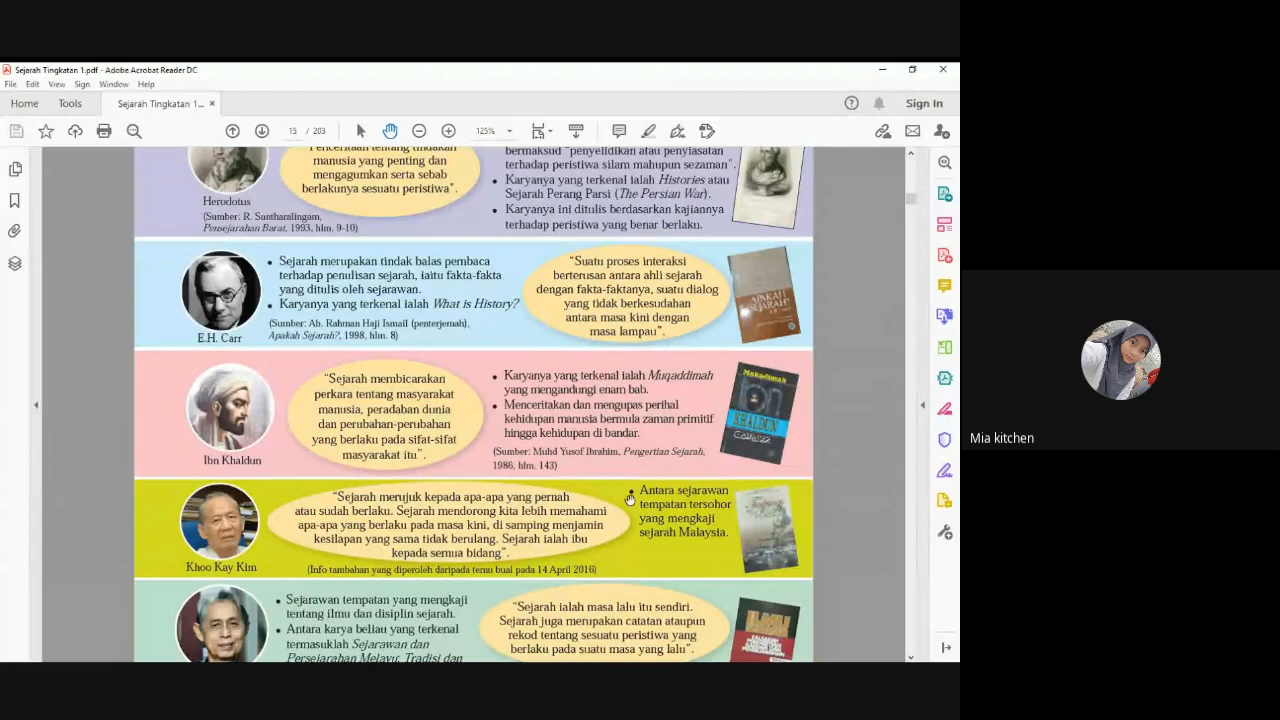 Sejarah Tingkatan 1.pdf - Adobe Acrobat Reader DC
File Edit View Sign Window Help
Home Tools Sejarah Tingkatan 1... × Sign In
15 / 203 125%
"Penceritaan tentang tindakan
manusia yang penting dan
mengagumkan serta sebab
berlakunya sesuatu peristiwa".
Herodotus
(Sumber: R. Suntharalingam,
Pensejarahan Barat, 1993, hlm. 9-10)
bermaksud "penyelidikan atau penyiasatan
terhadap peristiwa silam mahupun sezaman".
• Karyanya yang terkenal ialah Histories atau
Sejarah Perang Parsi (The Persian War).
• Karyanya ini ditulis berdasarkan kajiannya
terhadap peristiwa yang benar berlaku.
E.H. Carr
• Sejarah merupakan tindak balas pembaca
terhadap penulisan sejarah, iaitu fakta-fakta
yang ditulis oleh sejarawan.
• Karyanya yang terkenal ialah What is History?
(Sumber: Ab. Rahman Haji Ismail (penterjemah),
Apakah Sejarah?, 1998, hlm. 8)
"Suatu proses interaksi
berterusan antara ahli sejarah
dengan fakta-faktanya, suatu dialog
yang tidak berkesudahan
antara masa kini dengan
masa lampau".
APAKAH
SEJARAH?
Ibn Khaldun
"Sejarah membicarakan
perkara tentang masyarakat
manusia, peradaban dunia
dan perubahan-perubahan
yang berlaku pada sifat-sifat
masyarakat itu".
• Karyanya yang terkenal ialah Muqaddimah
yang mengandungi enam bab.
• Menceritakan dan mengupas perihal
kehidupan manusia bermula zaman primitif
hingga kehidupan di bandar.
(Sumber: Muhd Yusof Ibrahim, Pengertian Sejarah,
1986, hlm. 143)
Mukadimah
KHALDUN
Khoo Kay Kim
"Sejarah merujuk kepada apa-apa yang pernah
atau sudah berlaku. Sejarah mendorong kita lebih memahami
apa-apa yang berlaku pada masa kini, di samping menjamin
kesilapan yang sama tidak berulang. Sejarah ialah ibu
kepada semua bidang".
(Info tambahan yang diperoleh daripada temu bual pada 14 April 2016)
• Antara sejarawan
tempatan tersohor
yang mengkaji
sejarah Malaysia.
Taiping
• Sejarawan tempatan yang mengkaji
tentang ilmu dan disiplin sejarah.
• Antara karya beliau yang terkenal
termasuklah Sejarawan dan
Persejarahan Melayu, Tradisi dan
"Sejarah ialah masa lalu itu sendiri.
Sejarah juga merupakan catatan ataupun
rekod tentang sesuatu peristiwa yang
berlaku pada suatu masa yang lalu".
ILMU
Mia kitchen